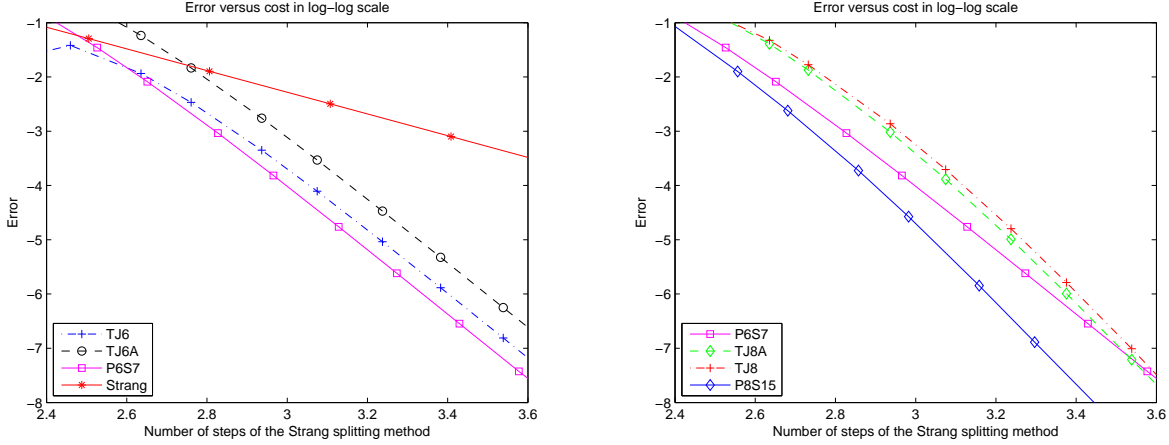 Error versus cost in log−log scale
−1
−2
−3
−4
−5
−6
−7
−8
Error
TJ6
TJ6A
P6S7
Strang
2.4 2.6 2.8 3 3.2 3.4 3.6
Number of steps of the Strang splitting method
Error versus cost in log−log scale
−1
−2
−3
−4
−5
−6
−7
−8
Error
P6S7
TJ8A
TJ8
P8S15
2.4 2.6 2.8 3 3.2 3.4 3.6
Number of steps of the Strang splitting method